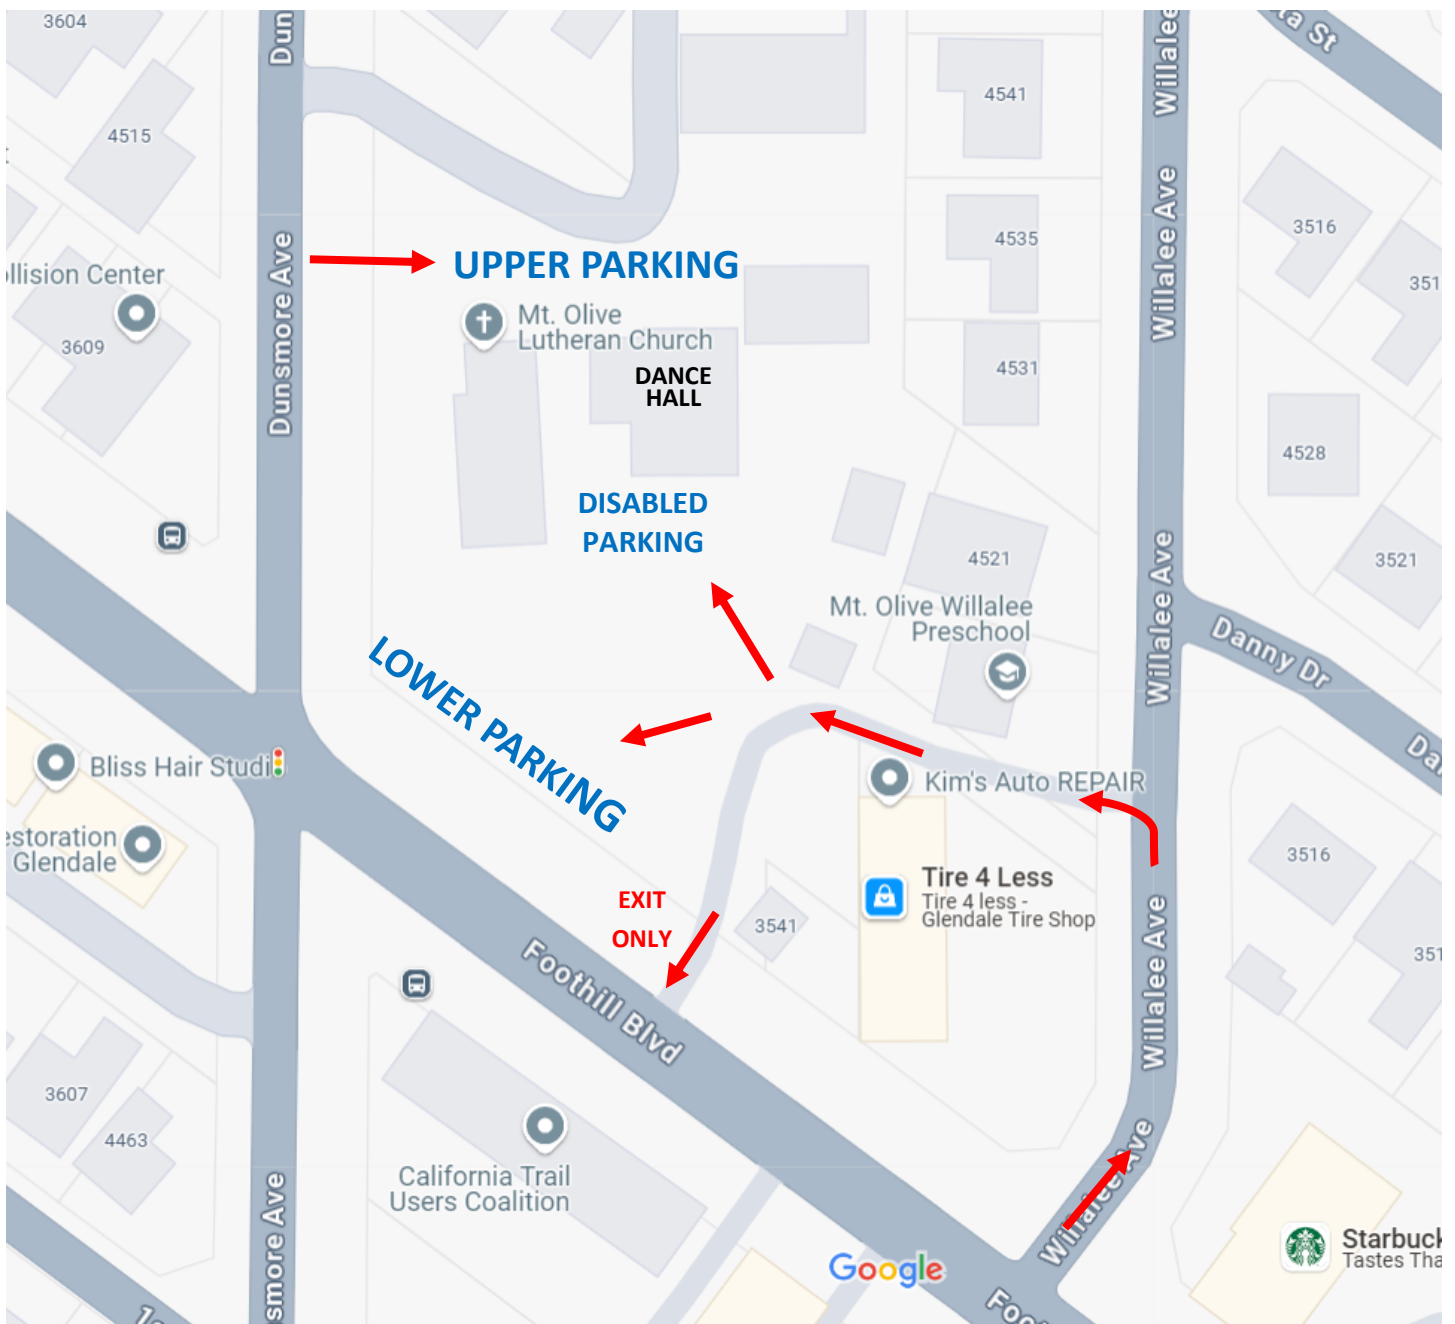 3604
Dun
ta St
Willalee
4515
4541
Willalee Ave
Dunsmore Ave
UPPER PARKING
4535
3516
351
ollision Center
3609
Mt. Olive
Lutheran Church
DANCE
HALL
4531
4528
DISABLED
PARKING
4521
3521
Willalee Ave
Mt. Olive Willalee
Preschool
Danny Dr
LOWER PARKING
Bliss Hair Studi
Kim's Auto REPAIR
Da
estoration
Glendale
3516
Tire 4 Less
Tire 4 less -
Glendale Tire Shop
EXIT
ONLY
3541
351
Willalee Ave
Foothill Blvd
3607
4463
California Trail
Users Coalition
Willalee Ave
smore Ave
Google
Starbuck
Tastes Tha
Foo